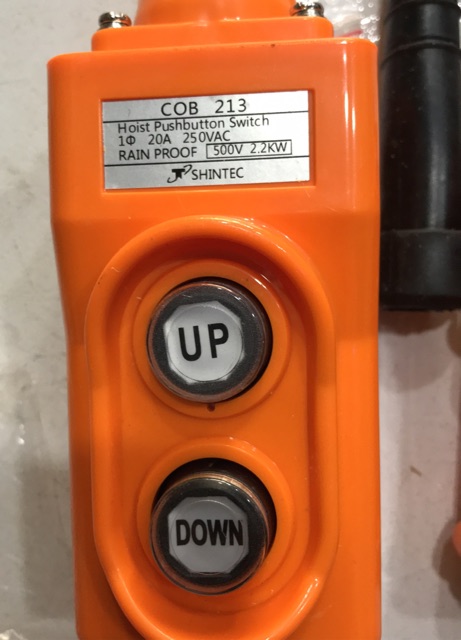 COB 213
Hoist Pushbutton Switch
1Φ 20A 250VAC
RAIN PROOF 500V 2.2KW
SHINTEC
UP
DOWN